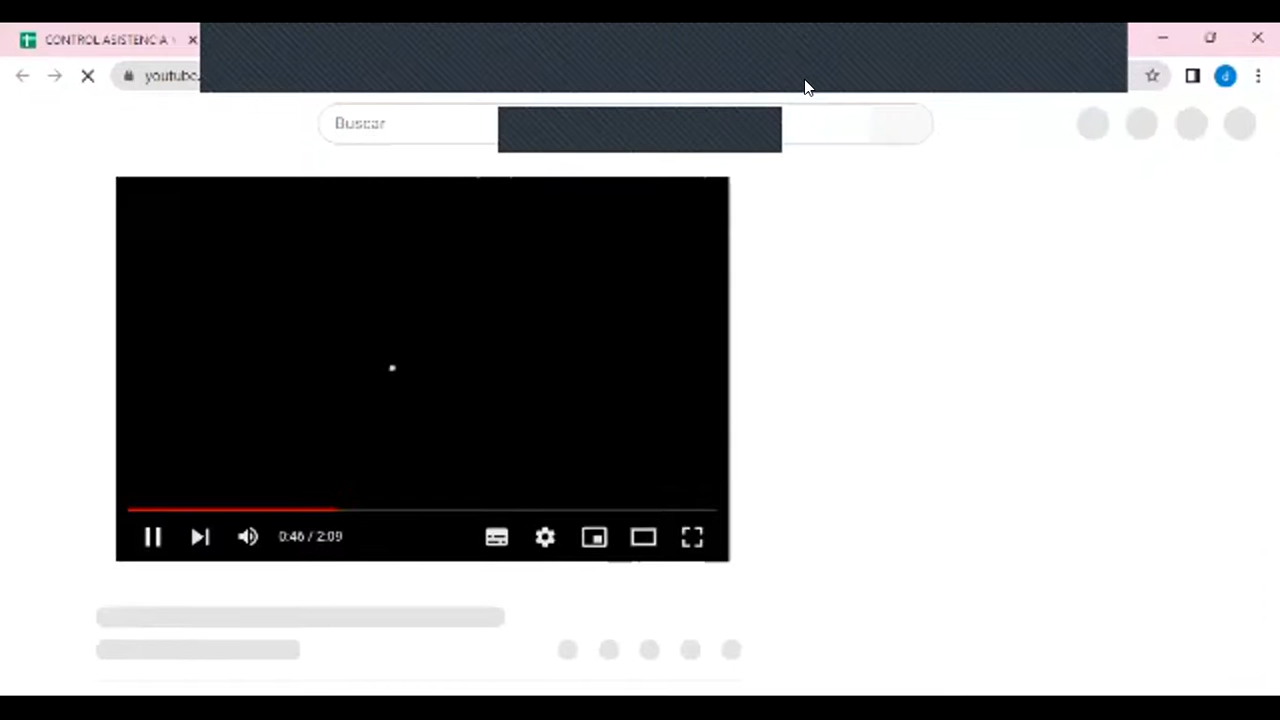 CONTROL ASISTENCIA Y
youtube.
Buscar
0:46 / 2:09
d